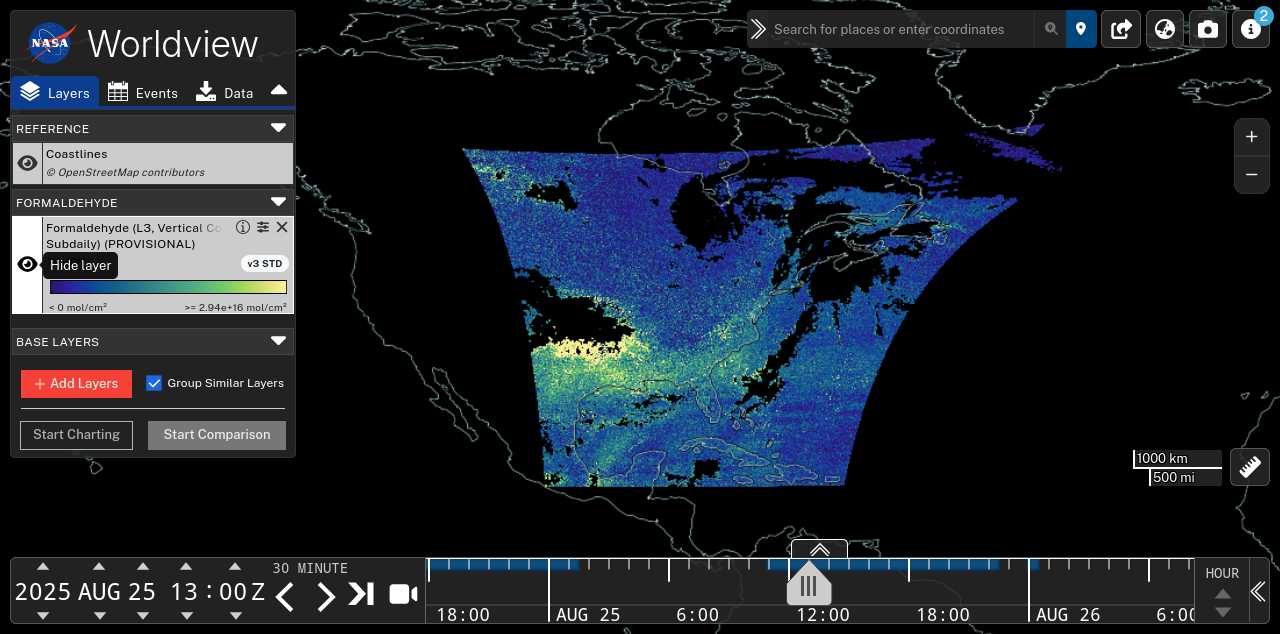 NASA
Worldview
Search for places or enter coordinates
2
Layers
Events
Data
REFERENCE
Coastlines
© OpenStreetMap contributors
FORMALDEHYDE
Formaldehyde (L3, Vertical Co
Subdaily) (PROVISIONAL)
Hide layer
v3 STD
< 0 mol/cm²
>= 2.94e+16 mol/cm²
BASE LAYERS
+ Add Layers
Group Similar Layers
Start Charting
Start Comparison
+
−
1000 km
500 mi
2025 AUG 25 13 : 00 Z
30 MINUTE
18:00
AUG 25
6:00
12:00
18:00
AUG 26
6:00
HOUR